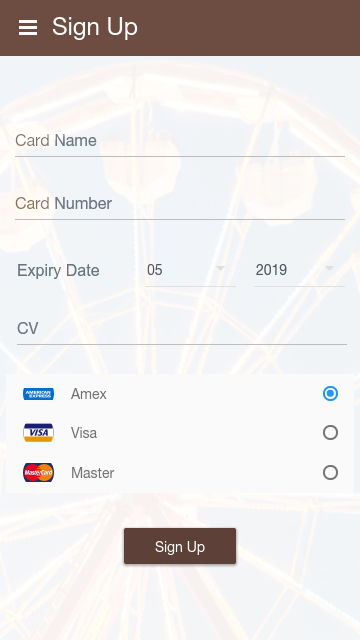 Sign Up
Card Name
Card Number
Expiry Date 05 2019
CV
AMERICAN EXPRESS Amex
VISA Visa
MasterCard Master
Sign Up